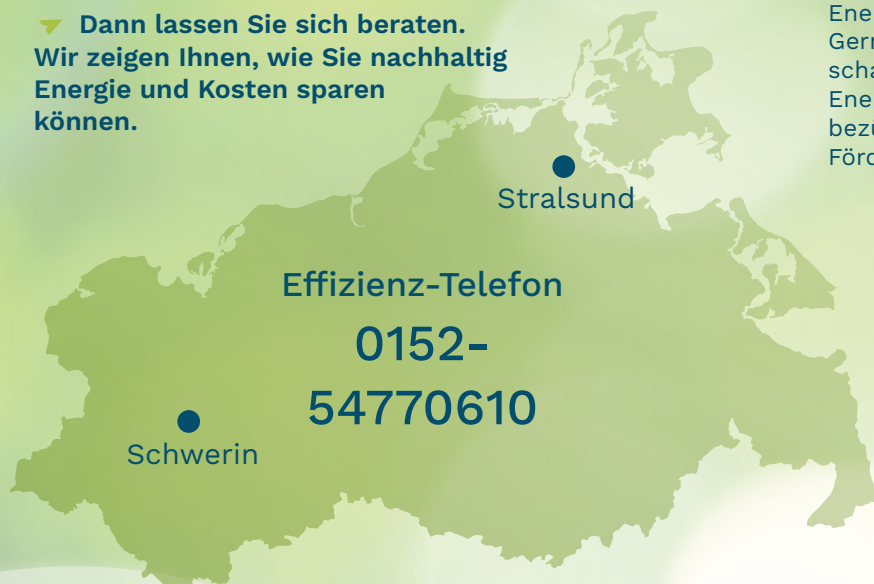 Dann lassen Sie sich beraten.
Wir zeigen Ihnen, wie Sie nachhaltig
Energie und Kosten sparen
können.
Stralsund
Effizienz-Telefon
0152-
54770610
Schwerin